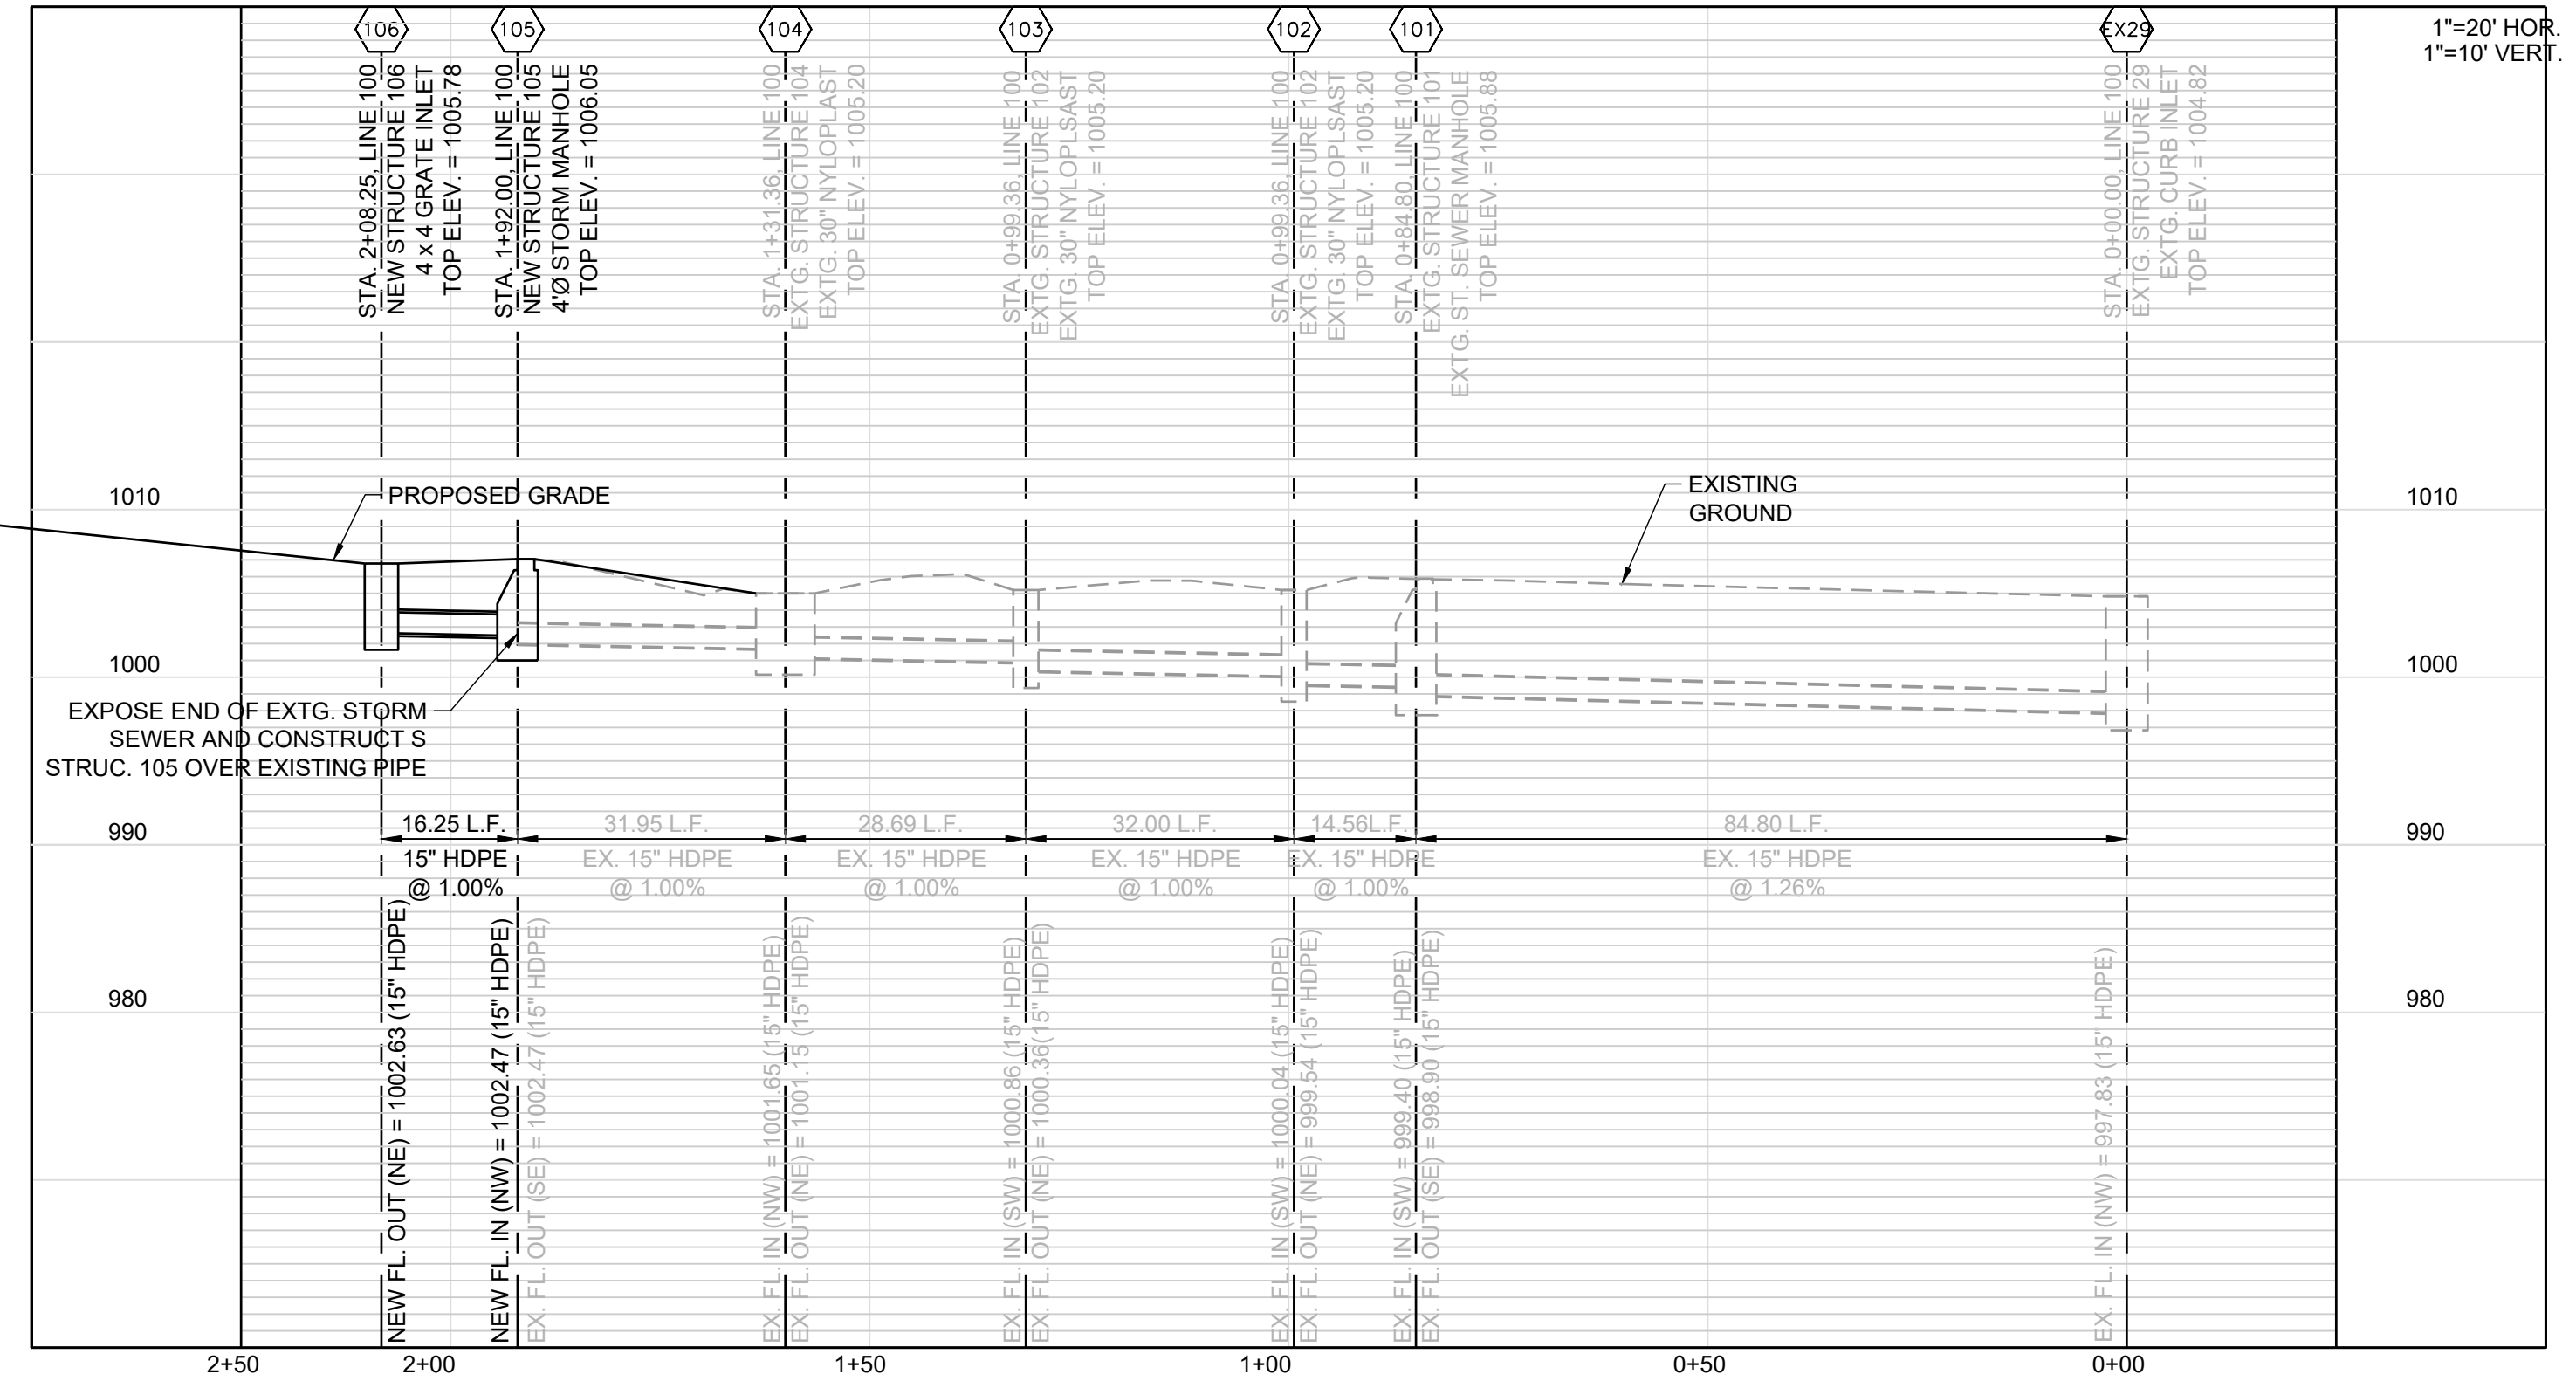 106
105
104
103
102
101
EX29
1"=20' HOR.
1"=10' VERT.
STA. 2+08.25, LINE 100
NEW STRUCTURE 106
4 x 4 GRATE INLET
TOP ELEV. = 1005.78
STA. 1+92.00, LINE 100
NEW STRUCTURE 105
4'Ø STORM MANHOLE
TOP ELEV. = 1006.05
STA. 1+31.36, LINE 100
EXTG. STRUCTURE 104
EXTG. 30" NYLOPLAST
TOP ELEV. = 1005.20
STA. 0+99.36, LINE 100
EXTG. STRUCTURE 102
EXTG. 30" NYLOPLSAST
TOP ELEV. = 1005.20
STA. 0+99.36, LINE 100
EXTG. STRUCTURE 102
EXTG. 30" NYLOPLSAST
TOP ELEV. = 1005.20
STA. 0+84.80, LINE 100
EXTG. STRUCTURE 101
EXTG. ST. SEWER MANHOLE
TOP ELEV. = 1005.88
STA. 0+00.00, LINE 100
EXTG. STRUCTURE 29
EXTG. CURB INLET
TOP ELEV. = 1004.82
1010
PROPOSED GRADE
EXISTING
GROUND
1010
1000
1000
EXPOSE END OF EXTG. STORM
SEWER AND CONSTRUCT S
STRUC. 105 OVER EXISTING PIPE
990
16.25 L.F.
15" HDPE
@ 1.00%
31.95 L.F.
EX. 15" HDPE
@ 1.00%
28.69 L.F.
EX. 15" HDPE
@ 1.00%
32.00 L.F.
EX. 15" HDPE
@ 1.00%
14.56L.F.
EX. 15" HDPE
@ 1.00%
84.80 L.F.
EX. 15" HDPE
@ 1.26%
990
980
980
NEW FL. OUT (NE) = 1002.63 (15" HDPE)
NEW FL. IN (NW) = 1002.47 (15" HDPE)
EX. FL. OUT (SE) = 1002.47 (15" HDPE)
EX. FL. IN (NW) = 1001.65 (15" HDPE)
EX. FL. OUT (NE) = 1001.15 (15" HDPE)
EX. FL. IN (SW) = 1000.86 (15" HDPE)
EX. FL. OUT (NE) = 1000.36(15" HDPE)
EX. FL. IN (SW) = 1000.04 (15" HDPE)
EX. FL. OUT (NE) = 999.54 (15" HDPE)
EX. FL. IN (SW) = 999.40 (15" HDPE)
EX. FL. OUT (SE) = 998.90 (15" HDPE)
EX. FL. IN (NW) = 997.83 (15" HDPE)
2+50
2+00
1+50
1+00
0+50
0+00